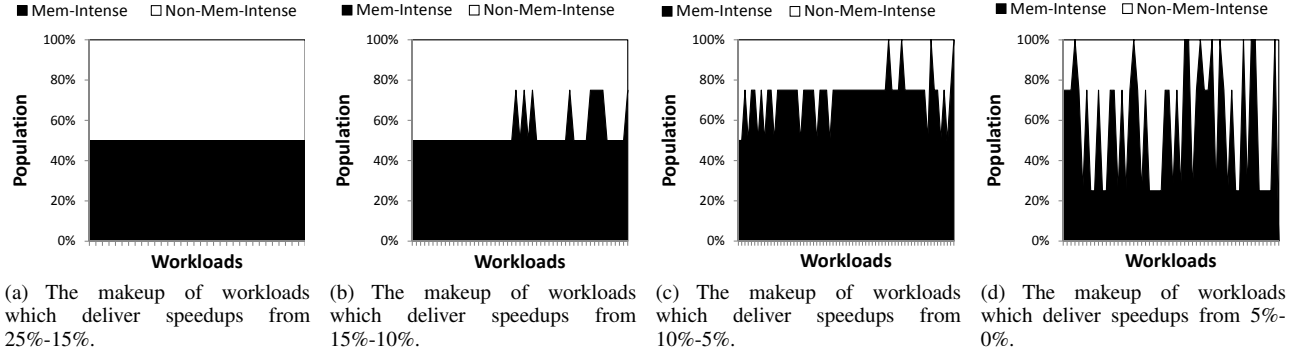 ■ Mem-Intense □ Non-Mem-Intense
100%
80%
60%
40%
20%
0%
Population
Workloads
(a) The makeup of workloads
which deliver speedups from
25%-15%.
■ Mem-Intense □ Non-Mem-Intense
100%
80%
60%
40%
20%
0%
Population
Workloads
(b) The makeup of workloads
which deliver speedups from
15%-10%.
■ Mem-Intense □ Non-Mem-Intense
100%
80%
60%
40%
20%
0%
Population
Workloads
(c) The makeup of workloads
which deliver speedups from
10%-5%.
■ Mem-Intense □ Non-Mem-Intense
100%
80%
60%
40%
20%
0%
Population
Workloads
(d) The makeup of workloads
which deliver speedups from 5%-
0%.